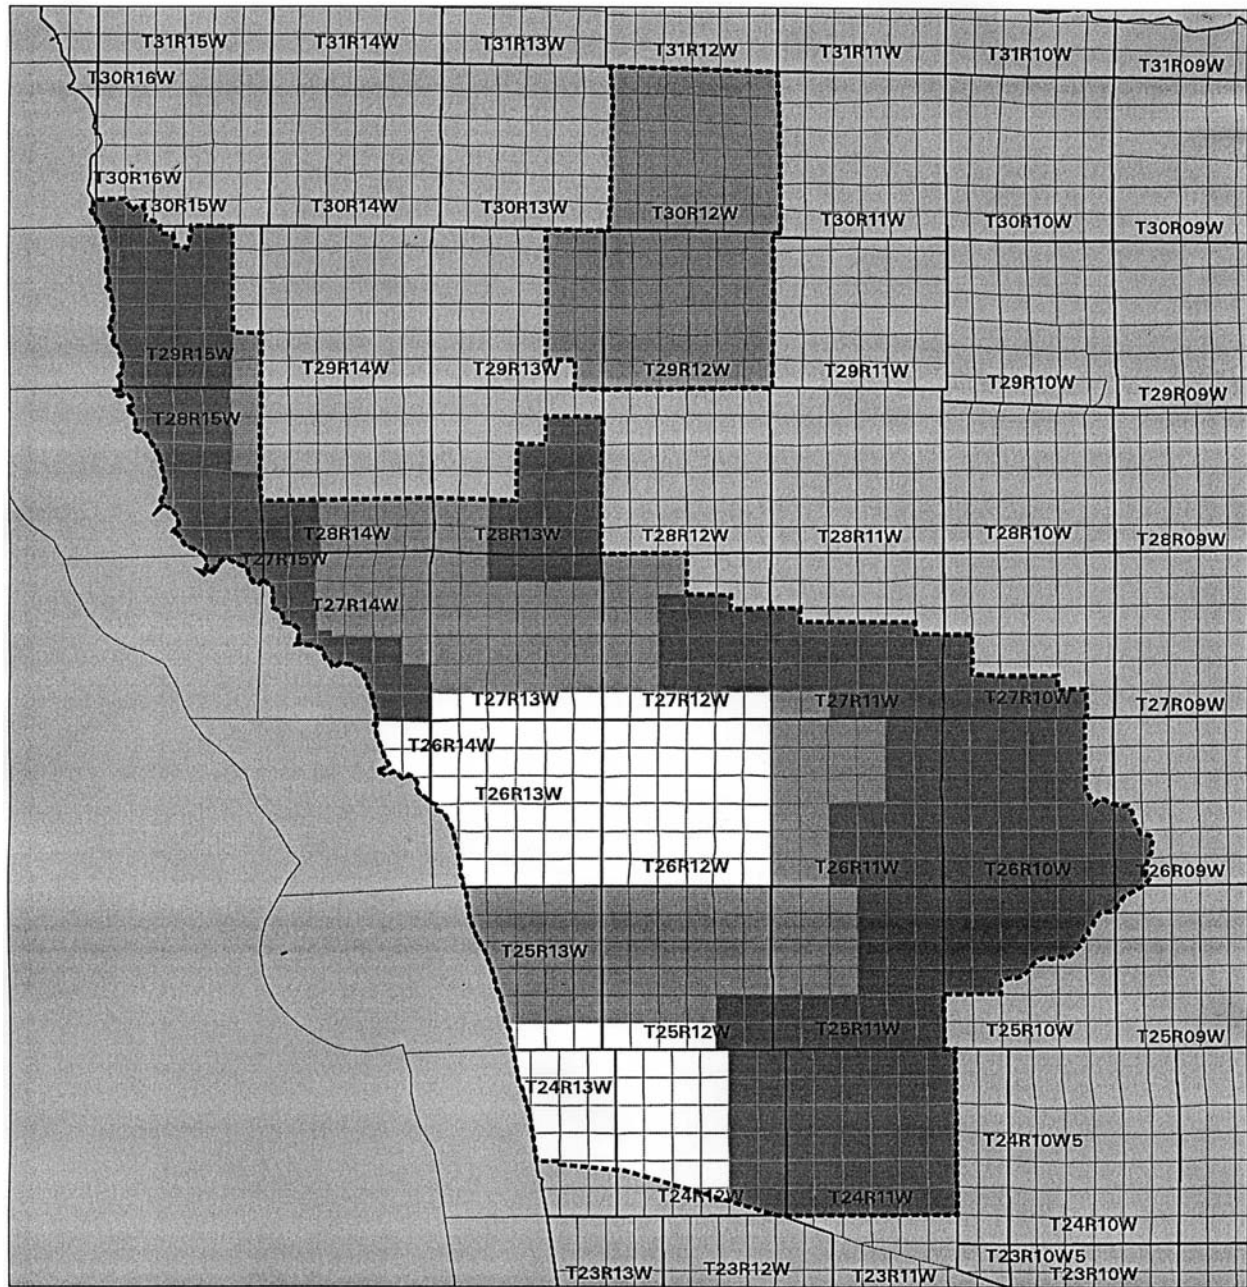 T31R15W T31R14W T31R13W T31R12W T31R11W T31R10W T31R09W
T30R16W
T30R16W
T30R15W T30R14W T30R13W T30R12W T30R11W T30R10W T30R09W
T29R15W T29R14W T29R13W T29R12W T29R11W T29R10W T29R09W
T28R15W
T28R14W T28R13W T28R12W T28R11W T28R10W T28R09W
T27R15W
T27R14W
T27R13W T27R12W T27R11W T27R10W T27R09W
T26R14W
T26R13W
T26R12W T26R11W T26R10W T26R09W
T25R13W
T25R12W T25R11W T25R10W T25R09W
T24R13W
T24R10W5
T24R12W T24R11W
T24R10W
T23R10W5
T23R13W T23R12W T23R11W T23R10W